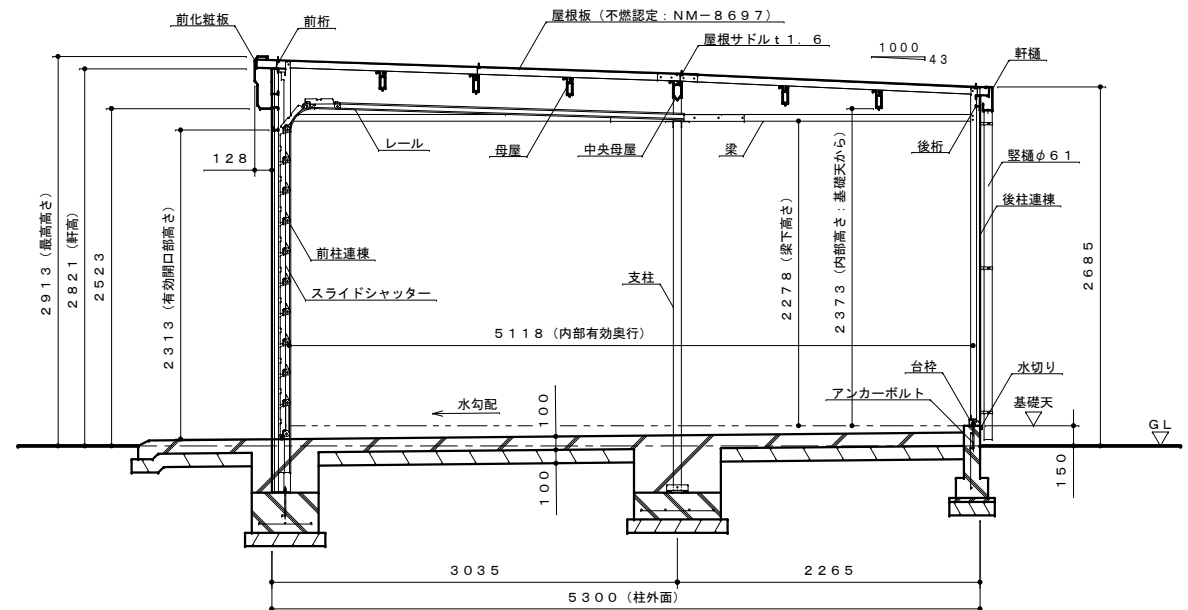 屋根板（不燃認定：ＮＭ－８６９７）
前化粧板
前桁
屋根サドルｔ１．６
１０００
４３
軒樋
レール
母屋
中央母屋
梁
後桁
竪樋φ６１
後柱連棟
１２８
２９１３（最高高さ）
２８２１（軒高）
２５２３
２３１３（有効開口部高さ）
前柱連棟
スライドシャッター
支柱
２２７８（梁下高さ）
２３７３（内部高さ：基礎天から）
２６８５
５１１８（内部有効奥行）
台枠
水切り
アンカーボルト
基礎天
水勾配
１００
１００
ＧＬ
１５０
３０３５
２２６５
５３００（柱外面）